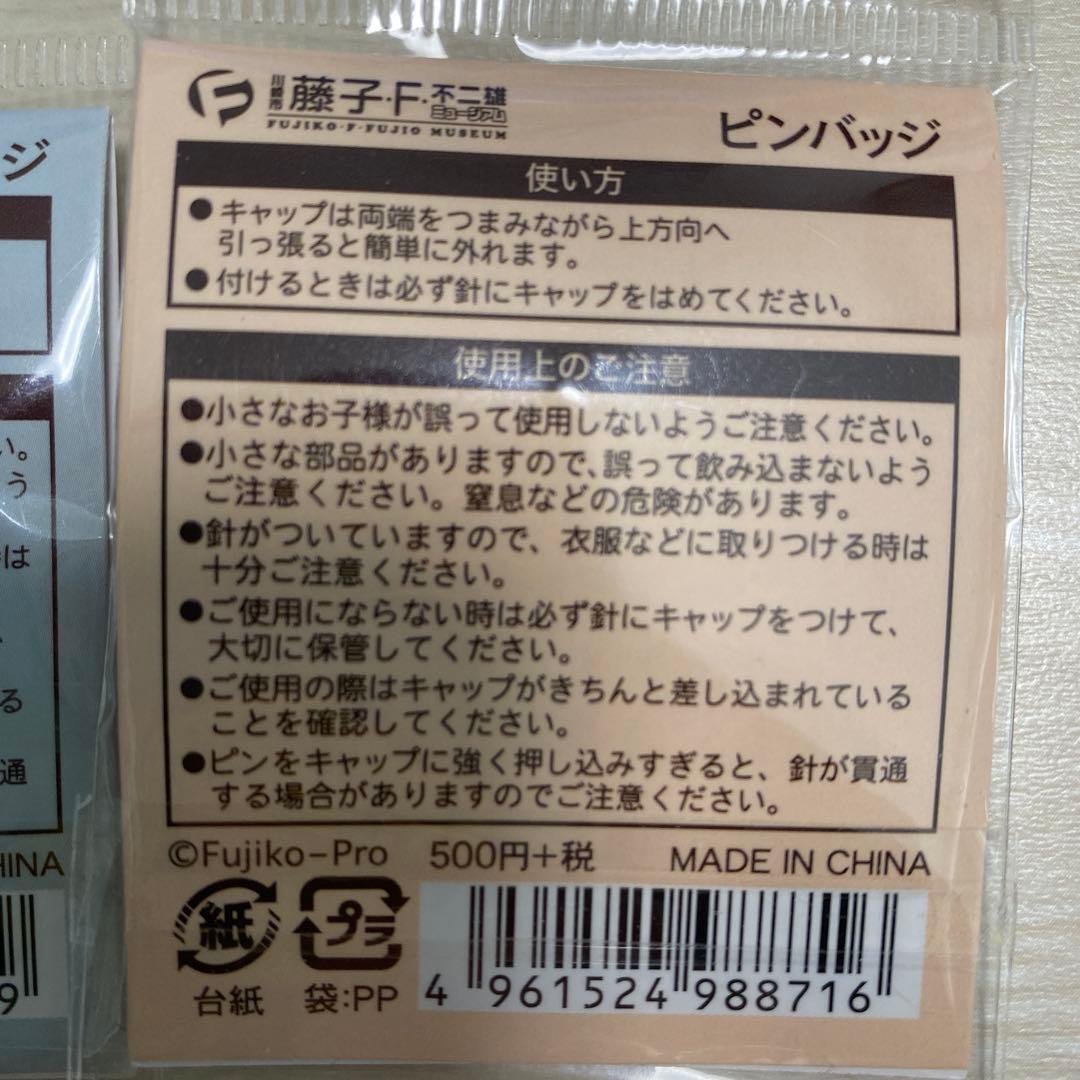 川崎市
藤子・F・不二雄
ミュージアム
FUJIKO・F・FUJIO MUSEUM
ピンバッジ
使い方
●キャップは両端をつまみながら上方向へ
引っ張ると簡単に外れます。
●付けるときは必ず針にキャップをはめてください。
使用上のご注意
●小さなお子様が誤って使用しないようご注意ください。
●小さな部品がありますので、誤って飲み込まないよう
ご注意ください。窒息などの危険があります。
●針がついていますので、衣服などに取りつける時は
十分ご注意ください。
●ご使用にならない時は必ず針にキャップをつけて、
大切に保管してください。
●ご使用の際はキャップがきちんと差し込まれている
ことを確認してください。
●ピンをキャップに強く押し込みすぎると、針が貫通
する場合がありますのでご注意ください。
©Fujiko-Pro 500円+税 MADE IN CHINA
紙 プラ
台紙 袋:PP
4 961524 988716
ッジ
い。
う
は
る
通
HINA
9